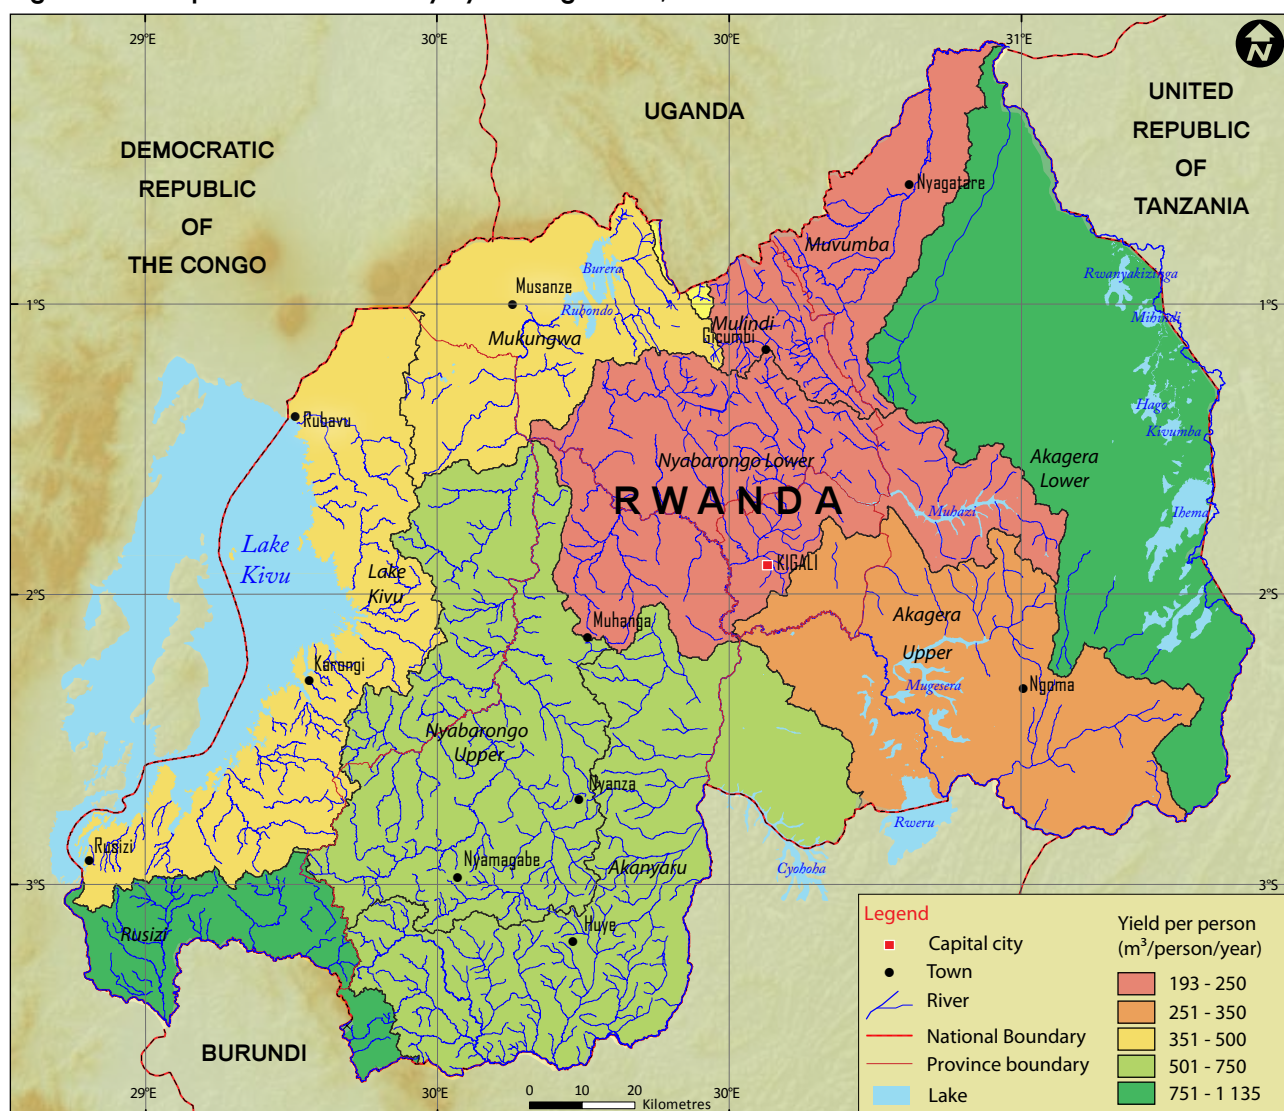 29°E
30°E
30°E
31°E
UGANDA
UNITED
REPUBLIC
OF
TANZANIA
DEMOCRATIC
REPUBLIC
OF
THE CONGO
Nyagatare
Muvumba
Burera
Rwanyakizinga
Musanze
1°S
1°S
Ruhondo
Mihindi
Mulindi
Gicumbi
Mukungwa
Hago
Rubavu
Kivumba
Nyabarongo Lower
Akagera
Lower
RWANDA
Muhazi
Ihema
Lake
Kivu
KIGALI
Lake
Kivu
2°S
2°S
Muhanga
Akagera
Upper
Karongi
Mugesera
Ngoma
Nyabarongo
Upper
Nyanza
Rweru
Rusizi
Nyamagabe
Akanyaru
Cyohoha
3°S
3°S
Rusizi
Huye
BURUNDI
Legend
Capital city
Town
River
National Boundary
Province boundary
Lake
Yield per person
(m³/person/year)
193 - 250
251 - 350
351 - 500
501 - 750
751 - 1 135
0 10 20
Kilometres
29°E
30°E
30°E
31°E
N